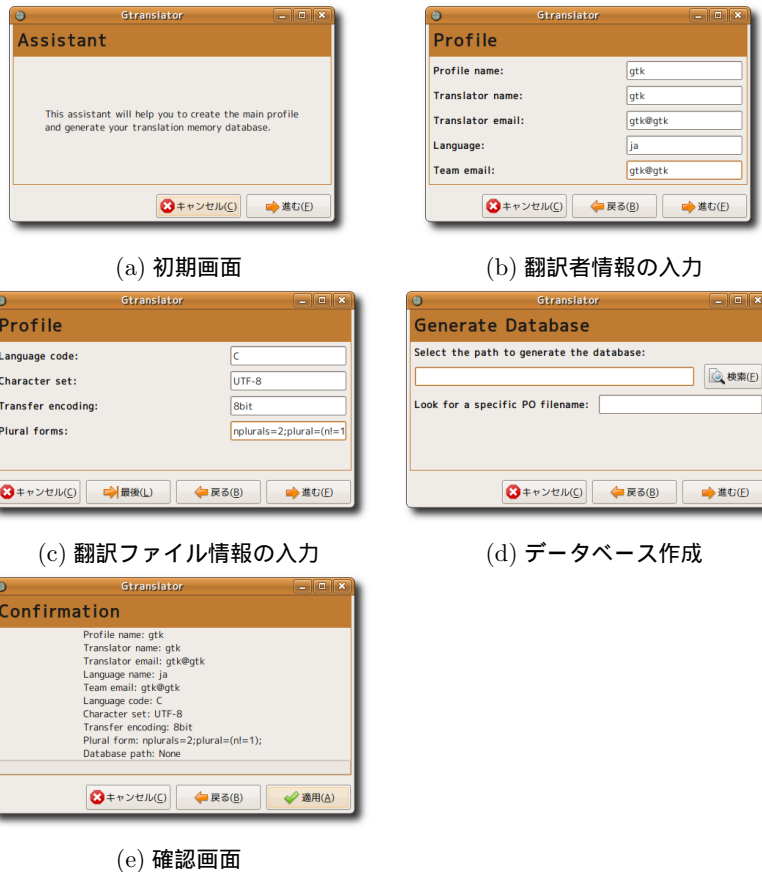 Gtranslator
Assistant
This assistant will help you to create the main profile
and generate your translation memory database.
キャンセル(C) 進む(F)
(a) 初期画面
Gtranslator
Profile
Profile name: gtk
Translator name: gtk
Translator email: gtk@gtk
Language: ja
Team email: gtk@gtk
キャンセル(C) 戻る(B) 進む(F)
(b) 翻訳者情報の入力
Gtranslator
Profile
Language code: C
Character set: UTF-8
Transfer encoding: 8bit
Plural forms: nplurals=2;plural=(n!=1
キャンセル(C) 最後(L) 戻る(B) 進む(F)
(c) 翻訳ファイル情報の入力
Gtranslator
Generate Database
Select the path to generate the database:
検索(F)
Look for a specific PO filename:
キャンセル(C) 戻る(B) 進む(F)
(d) データベース作成
Gtranslator
Confirmation
Profile name: gtk
Translator name: gtk
Translator email: gtk@gtk
Language name: ja
Team email: gtk@gtk
Language code: C
Character set: UTF-8
Transfer encoding: 8bit
Plural form: nplurals=2;plural=(n!=1);
Database path: None
キャンセル(C) 戻る(B) 適用(A)
(e) 確認画面